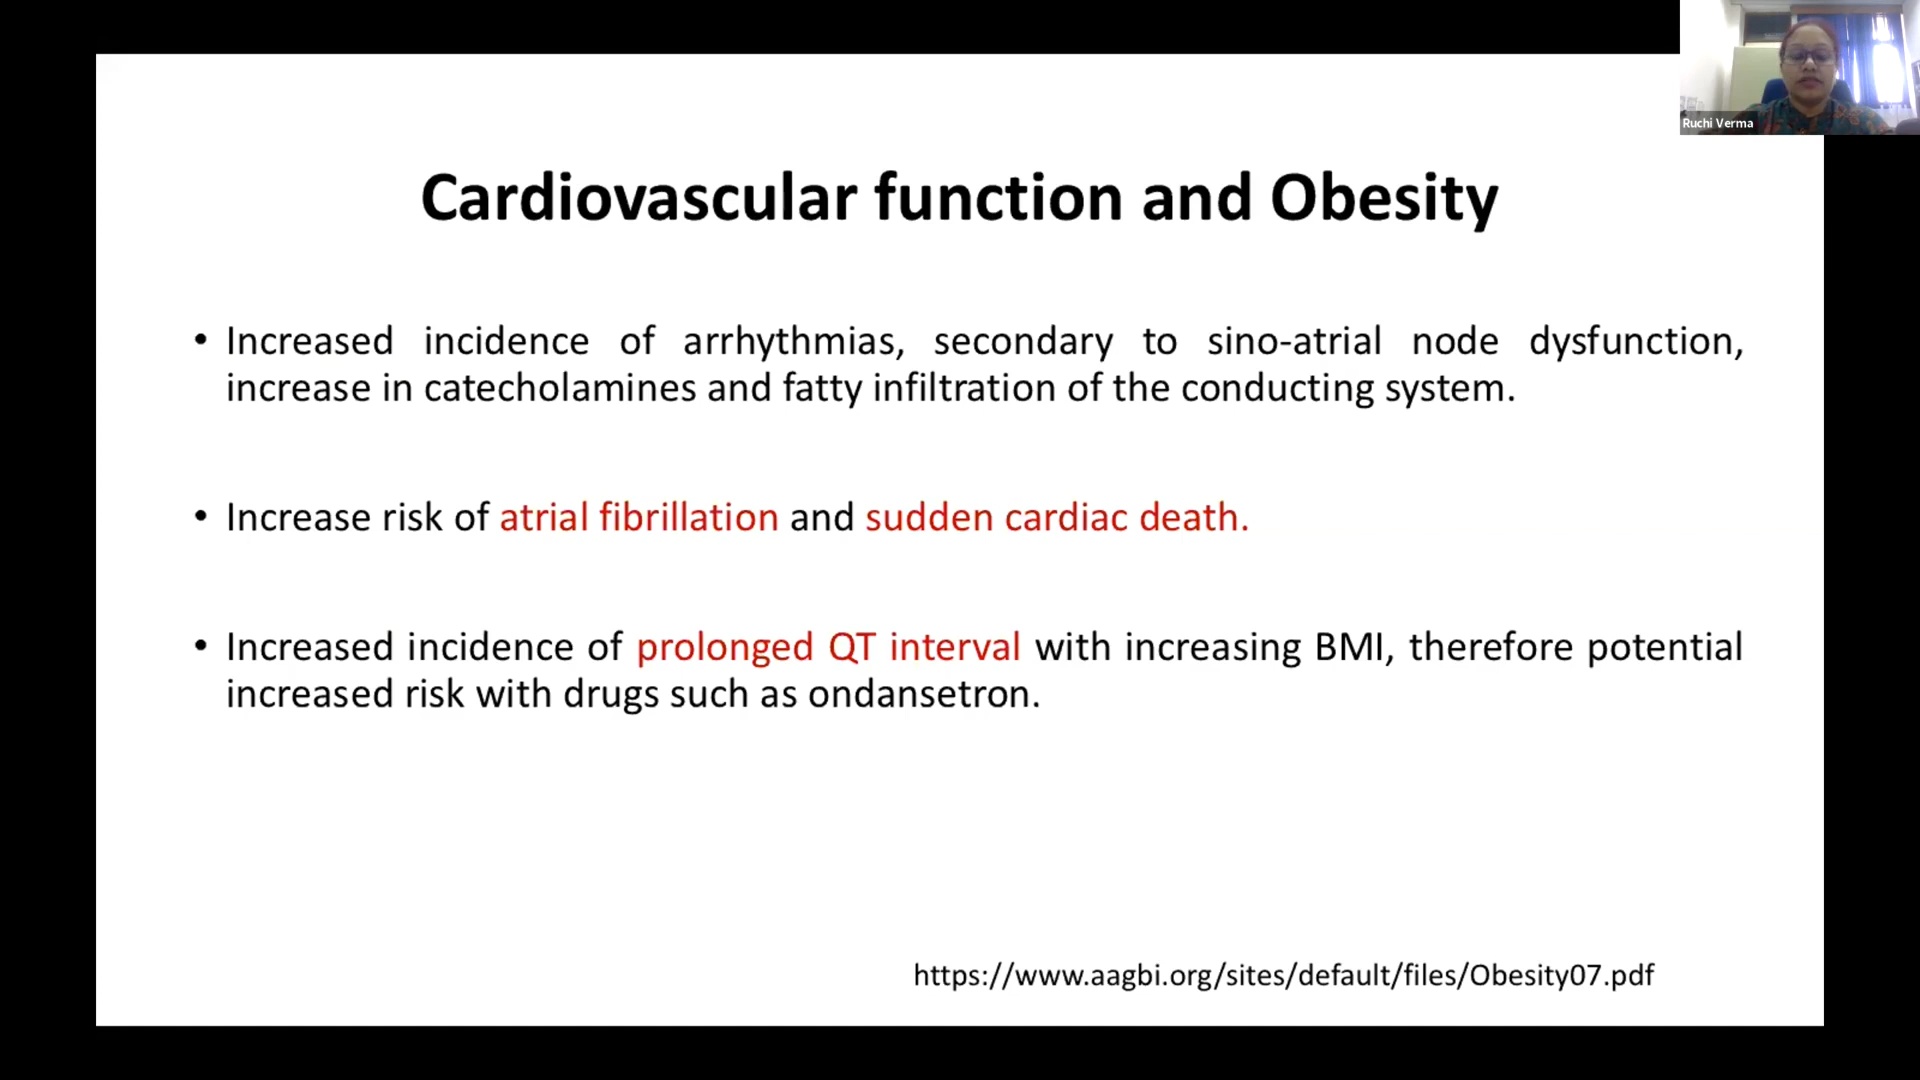 Ruchi Verma
Cardiovascular function and Obesity
• Increased incidence of arrhythmias, secondary to sino-atrial node dysfunction,
increase in catecholamines and fatty infiltration of the conducting system.
• Increase risk of atrial fibrillation and sudden cardiac death.
• Increased incidence of prolonged QT interval with increasing BMI, therefore potential
increased risk with drugs such as ondansetron.
https://www.aagbi.org/sites/default/files/Obesity07.pdf